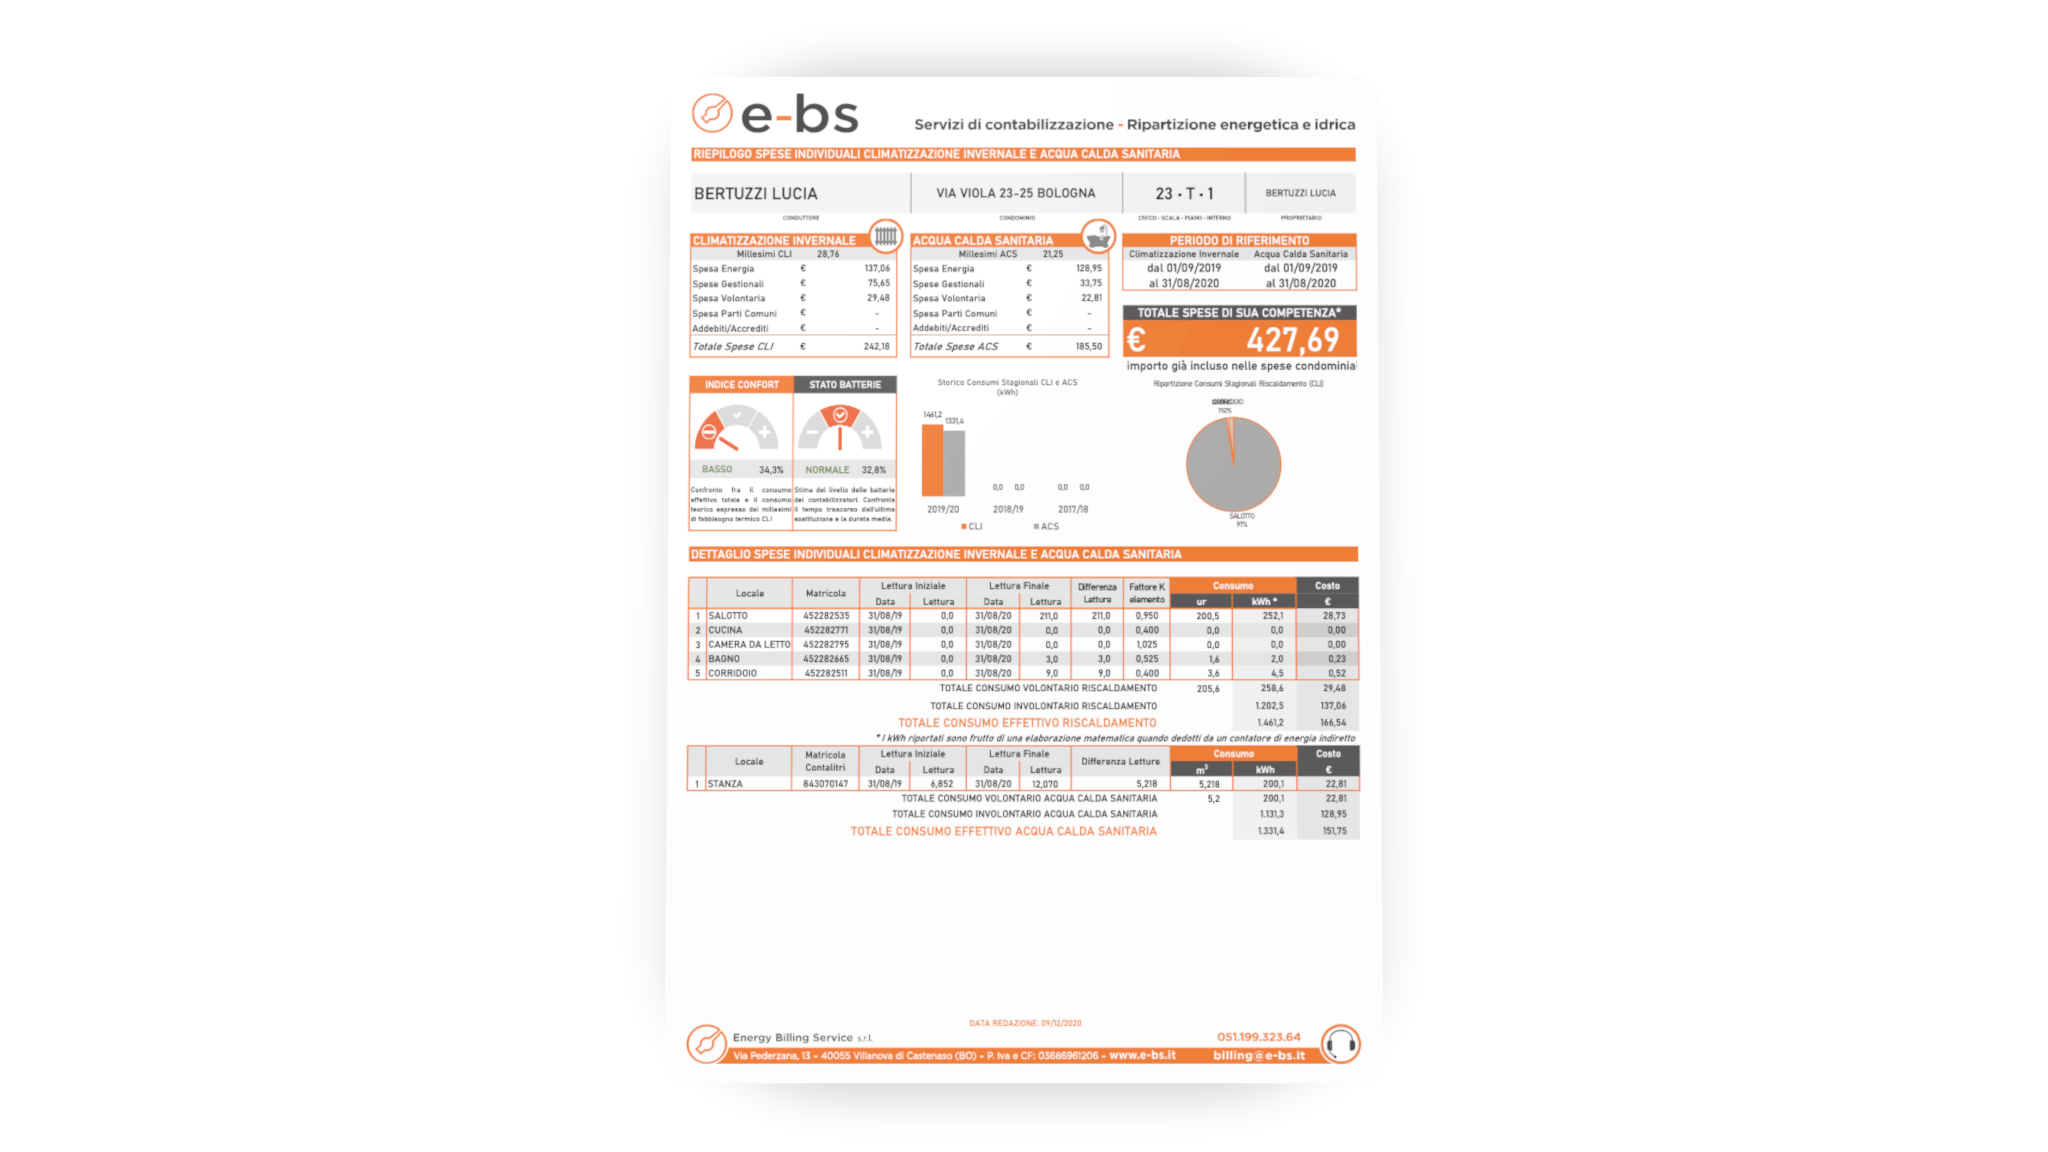 e-bs
Servizi di contabilizzazione - Ripartizione energetica e idrica
RIEPILOGO SPESE INDIVIDUALI CLIMATIZZAZIONE INVERNALE E ACQUA CALDA SANITARIA
BERTUZZI LUCIA VIA VIOLA 23-25 BOLOGNA 23 · T · 1 BERTUZZI LUCIA
CONDUTTORE CONDOMINIO CIVICO - SCALA - PIANO - INTERNO PROPRIETARIO
CLIMATIZZAZIONE INVERNALE
Millesimi CLI 28,76
Spesa Energia € 137,06
Spese Gestionali € 75,65
Spesa Volontaria € 29,48
Spesa Parti Comuni € -
Addebiti/Accrediti € -
Totale Spese CLI € 242,18
ACQUA CALDA SANITARIA
Millesimi ACS 21,25
Spesa Energia € 128,95
Spese Gestionali € 33,75
Spesa Volontaria € 22,81
Spesa Parti Comuni € -
Addebiti/Accrediti € -
Totale Spese ACS € 185,50
PERIODO DI RIFERIMENTO
Climatizzazione Invernale Acqua Calda Sanitaria
dal 01/09/2019 dal 01/09/2019
al 31/08/2020 al 31/08/2020
TOTALE SPESE DI SUA COMPETENZA*
€ 427,69
importo già incluso nelle spese condominia
INDICE CONFORT STATO BATTERIE
BASSO 34,3% NORMALE 32,8%
Confronto fra il consumo
effettivo totale e il consumo
teorico espresso dai millesimi
di fabbisogno termico CLI
Stima del livello delle batterie
dei contabilizzatori. Confronta
il tempo trascorso dall'ultima
sostituzione e la durata media.
Storico Consumi Stagionali CLI e ACS
(kWh)
1461,2
1331,4
0,0 0,0 0,0 0,0
2019/20 2018/19 2017/18
CLI ACS
Ripartizione Consumi Stagionali Riscaldamento (CLI)
SALOTTO
97%
DETTAGLIO SPESE INDIVIDUALI CLIMATIZZAZIONE INVERNALE E ACQUA CALDA SANITARIA
Locale Matricola Lettura Iniziale Lettura Finale Differenza Letture Fattore K elemento Consumo Costo
Data Lettura Data Lettura ur kWh * €
1 SALOTTO 452282535 31/08/19 0,0 31/08/20 211,0 211,0 0,950 200,5 252,1 28,73
2 CUCINA 452282771 31/08/19 0,0 31/08/20 0,0 0,0 0,400 0,0 0,0 0,00
3 CAMERA DA LETTO 452282795 31/08/19 0,0 31/08/20 0,0 0,0 1,025 0,0 0,0 0,00
4 BAGNO 452282665 31/08/19 0,0 31/08/20 3,0 3,0 0,525 1,6 2,0 0,23
5 CORRIDOIO 452282511 31/08/19 0,0 31/08/20 9,0 9,0 0,400 3,6 4,5 0,52
TOTALE CONSUMO VOLONTARIO RISCALDAMENTO 205,6 258,6 29,48
TOTALE CONSUMO INVOLONTARIO RISCALDAMENTO 1.202,5 137,06
TOTALE CONSUMO EFFETTIVO RISCALDAMENTO 1.461,2 166,54
* I kWh riportati sono frutto di una elaborazione matematica quando dedotti da un contatore di energia indiretto
Locale Matricola Contalitri Lettura Iniziale Lettura Finale Differenza Letture Consumo Costo
Data Lettura Data Lettura m³ kWh €
1 STANZA 843070147 31/08/19 6,852 31/08/20 12,070 5,218 5,218 200,1 22,81
TOTALE CONSUMO VOLONTARIO ACQUA CALDA SANITARIA 5,2 200,1 22,81
TOTALE CONSUMO INVOLONTARIO ACQUA CALDA SANITARIA 1.131,3 128,95
TOTALE CONSUMO EFFETTIVO ACQUA CALDA SANITARIA 1.331,4 151,75
DATA REDAZIONE: 09/12/2020
Energy Billing Service s.r.l. 051.199.323.64
Via Pederzana, 13 - 40055 Villanova di Castenaso (BO) - P. Iva e CF: 03686961206 - www.e-bs.it billing@e-bs.it